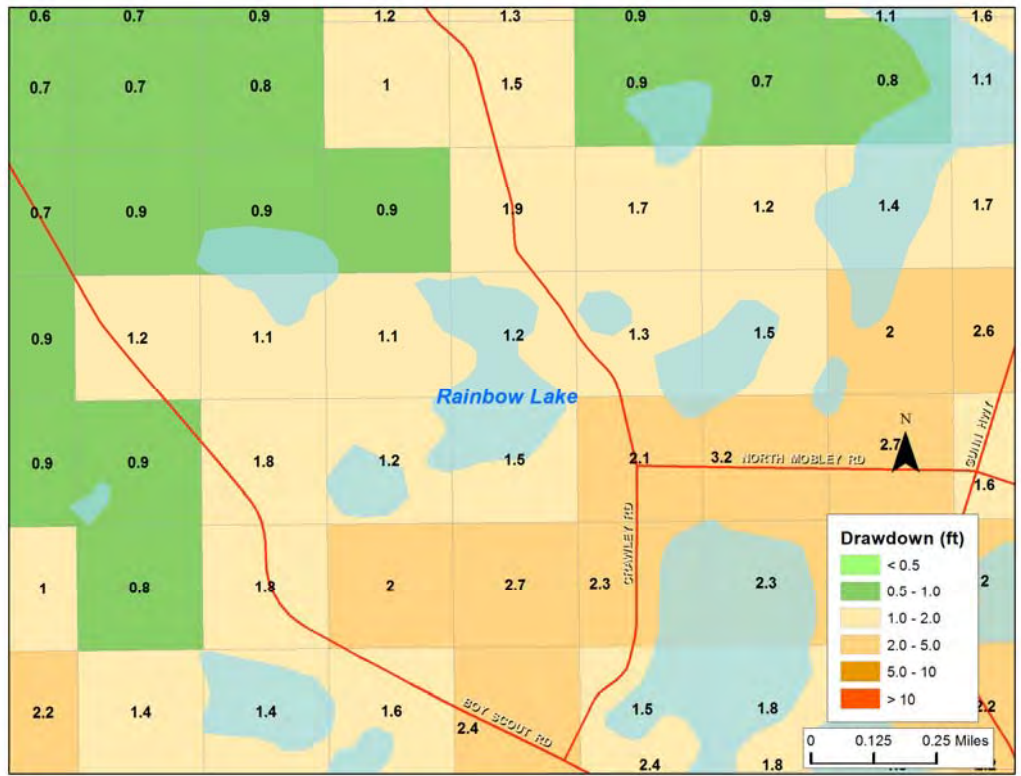 0.6 0.7 0.9 1.2 1.3 0.9 0.9 1.1 1.6
0.7 0.7 0.8 1 1.5 0.9 0.7 0.8 1.1
0.7 0.9 0.9 0.9 1.9 1.7 1.2 1.4 1.7
0.9 1.2 1.1 1.1 1.2 1.3 1.5 2 2.6
Rainbow Lake
N
GUNN HWY
0.9 0.9 1.8 1.2 1.5 2.1 3.2 NORTH MOBLEY RD 2.7
1.6
CRAWLEY RD
1 0.8 1.8 2 2.7 2.3 2.3 2
Drawdown (ft)
< 0.5
0.5 - 1.0
1.0 - 2.0
2.0 - 5.0
5.0 - 10
> 10
2.2 1.4 1.4 1.6 2.4 BOY SCOUT RD 1.5 1.8 2.2
0 0.125 0.25 Miles
2.4 1.8